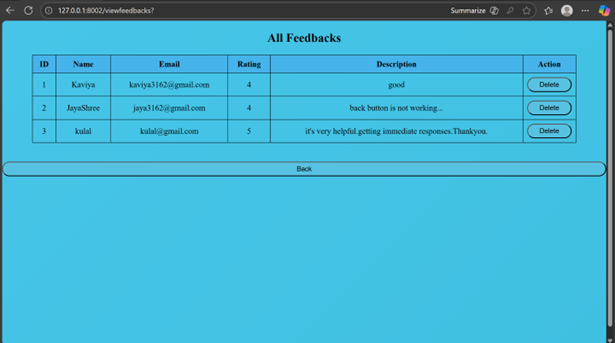 127.0.0.1:8002/viewfeedbacks?
Summarize
All Feedbacks
ID Name Email Rating Description Action
1 Kaviya kaviya3162@gmail.com 4 good Delete
2 JayaShree jaya3162@gmail.com 4 back button is not working... Delete
3 kulal kulal@gmail.com 5 it's very helpful.getting immediate responses.Thankyou. Delete
Back